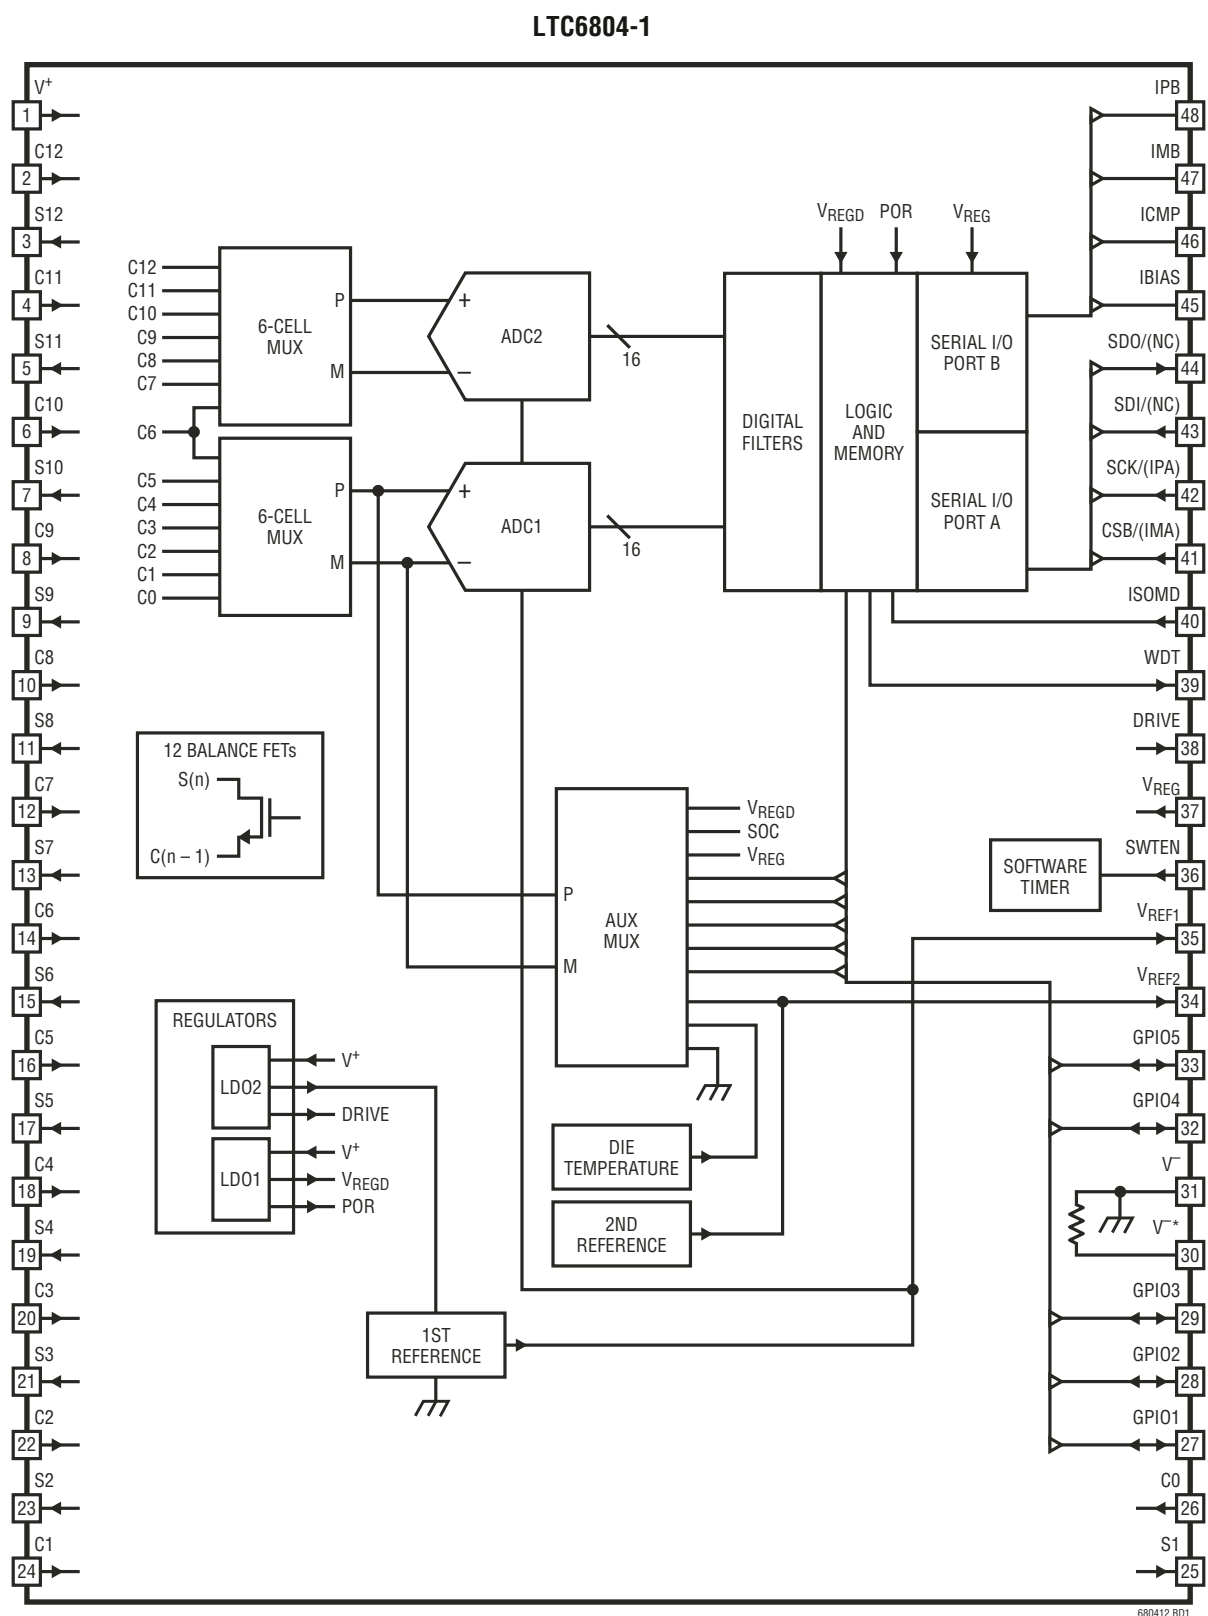 LTC6804-1
V+
1
C12
2
S12
3
C11
4
S11
5
C10
6
S10
7
C9
8
S9
9
C8
10
S8
11
C7
12
S7
13
C6
14
S6
15
C5
16
S5
17
C4
18
S4
19
C3
20
S3
21
C2
22
S2
23
C1
24
C12
C11
C10
C9
C8
C7
C6
C5
C4
C3
C2
C1
C0
6-CELL
MUX
P
M
6-CELL
MUX
P
M
+
ADC2
–
16
+
ADC1
–
16
VREGD
POR
VREG
DIGITAL
FILTERS
LOGIC
AND
MEMORY
SERIAL I/O
PORT B
SERIAL I/O
PORT A
12 BALANCE FETs
S(n)
C(n – 1)
P
M
AUX
MUX
VREGD
SOC
VREG
SOFTWARE
TIMER
REGULATORS
LDO2
V+
DRIVE
LDO1
V+
VREGD
POR
DIE
TEMPERATURE
2ND
REFERENCE
1ST
REFERENCE
IPB
48
IMB
47
ICMP
46
IBIAS
45
SDO/(NC)
44
SDI/(NC)
43
SCK/(IPA)
42
CSB/(IMA)
41
ISOMD
40
WDT
39
DRIVE
38
VREG
37
SWTEN
36
VREF1
35
VREF2
34
GPIO5
33
GPIO4
32
V–
31
V–*
30
GPIO3
29
GPIO2
28
GPIO1
27
C0
26
S1
25
680412 BD1